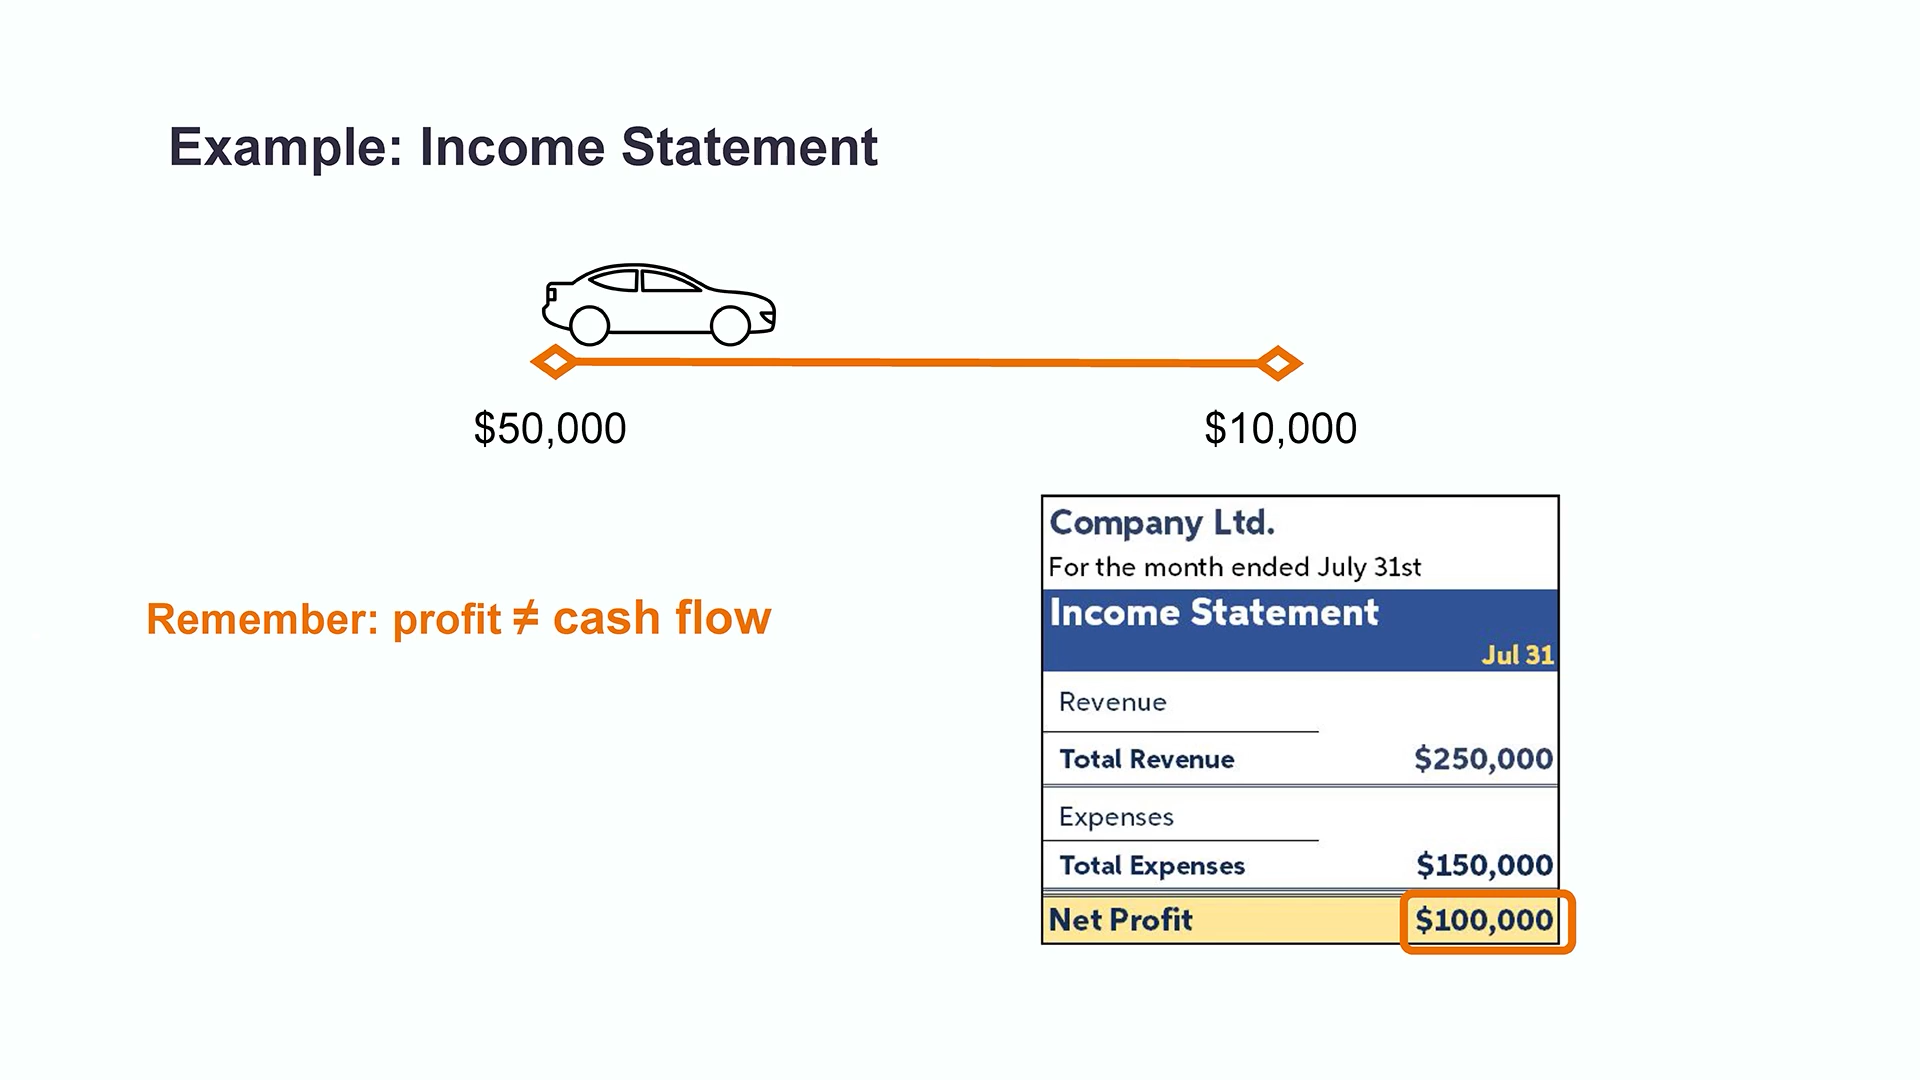 Example: Income Statement
$50,000
$10,000
Remember: profit ≠ cash flow
Company Ltd.
For the month ended July 31st
Income Statement
Jul 31
Revenue
Total Revenue $250,000
Expenses
Total Expenses $150,000
Net Profit $100,000